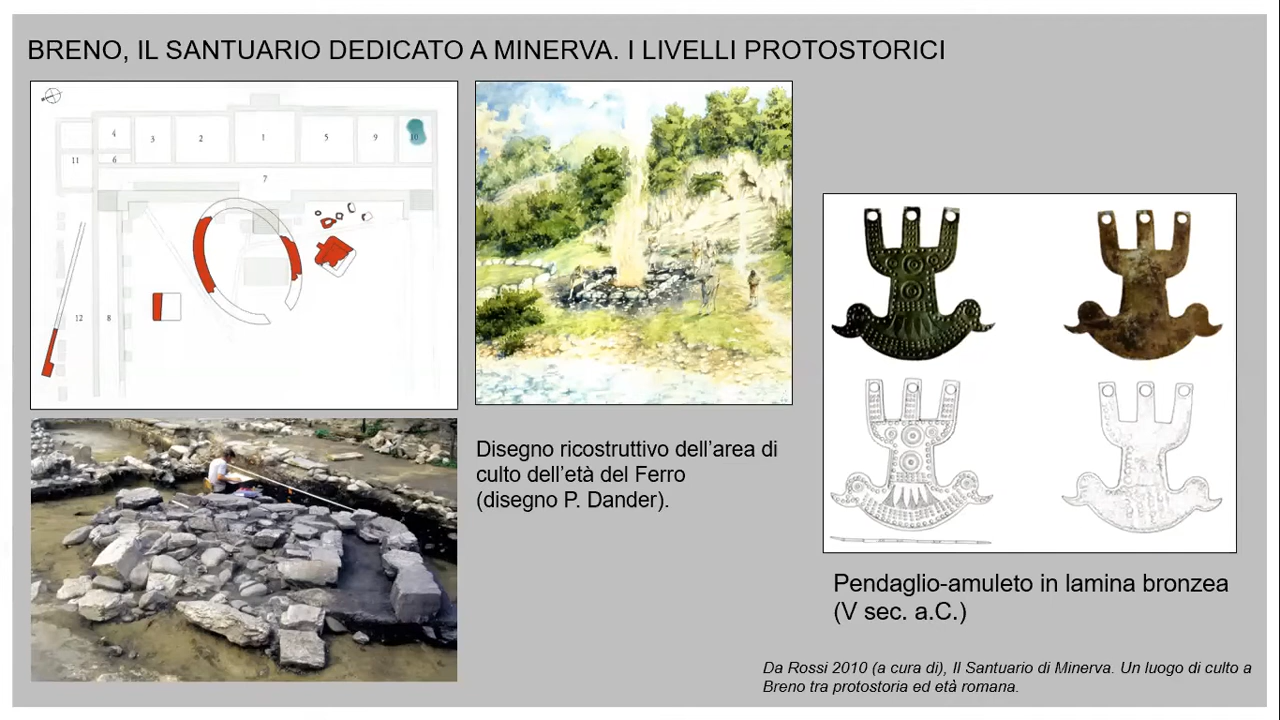 BRENO, IL SANTUARIO DEDICATO A MINERVA. I LIVELLI PROTOSTORICI
4
3
2
1
5
9
10
11
6
7
12
8
Disegno ricostruttivo dell'area di
culto dell'età del Ferro
(disegno P. Dander).
Pendaglio-amuleto in lamina bronzea
(V sec. a.C.)
Da Rossi 2010 (a cura di), Il Santuario di Minerva. Un luogo di culto a
Breno tra protostoria ed età romana.